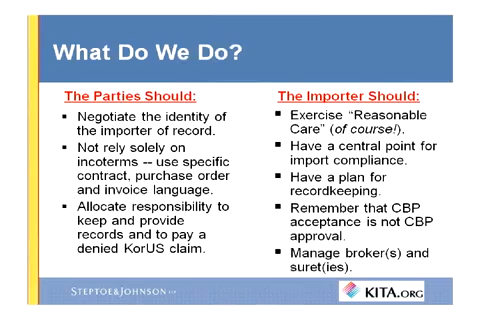 What Do We Do?
The Parties Should:
▪ Negotiate the identity of
the importer of record.
▪ Not rely solely on
incoterms -- use specific
contract, purchase order
and invoice language.
▪ Allocate responsibility to
keep and provide
records and to pay a
denied KorUS claim.
The Importer Should:
▪ Exercise “Reasonable
Care” (of course!).
▪ Have a central point for
import compliance.
▪ Have a plan for
recordkeeping.
▪ Remember that CBP
acceptance is not CBP
approval.
▪ Manage broker(s) and
suret(ies).
STEPTOE&JOHNSON LLP
KITA.ORG